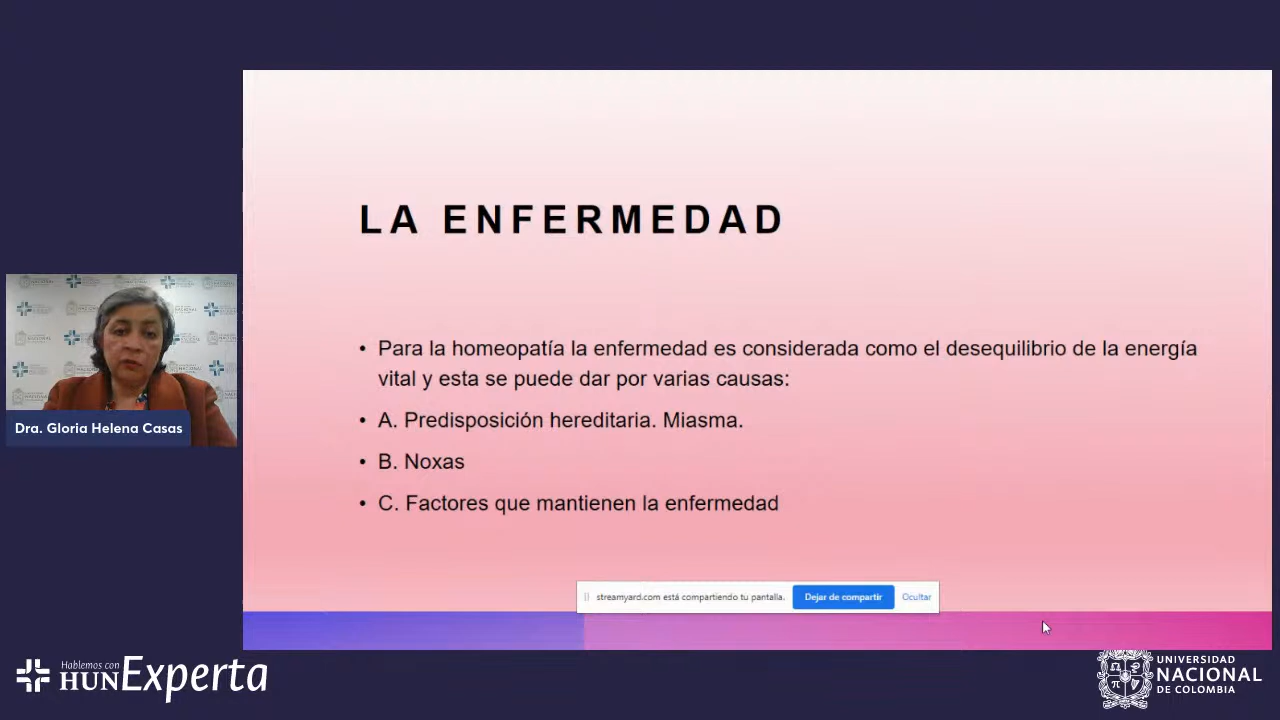 LA ENFERMEDAD
• Para la homeopatía la enfermedad es considerada como el desequilibrio de la energía
vital y esta se puede dar por varias causas:
• A. Predisposición hereditaria. Miasma.
• B. Noxas
• C. Factores que mantienen la enfermedad
Dra. Gloria Helena Casas
streamyard.com está compartiendo tu pantalla.
Dejar de compartir
Ocultar
Hablemos con
HUN Experta
UNIVERSIDAD
NACIONAL
DE COLOMBIA